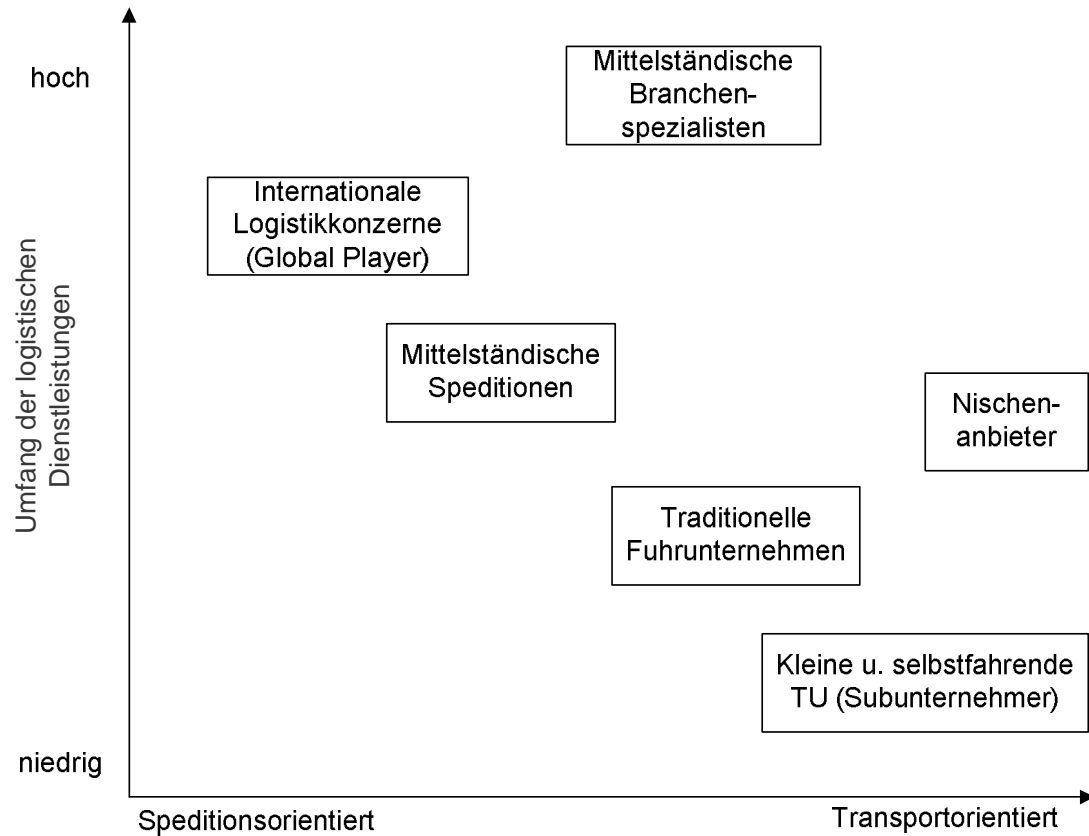 hoch
Mittelständische
Branchen-
spezialisten
Internationale
Logistikkonzerne
(Global Player)
Umfang der logistischen
Dienstleistungen
Mittelständische
Speditionen
Nischen-
anbieter
Traditionelle
Fuhrunternehmen
Kleine u. selbstfahrende
TU (Subunternehmer)
niedrig
Speditionsorientiert
Transportorientiert